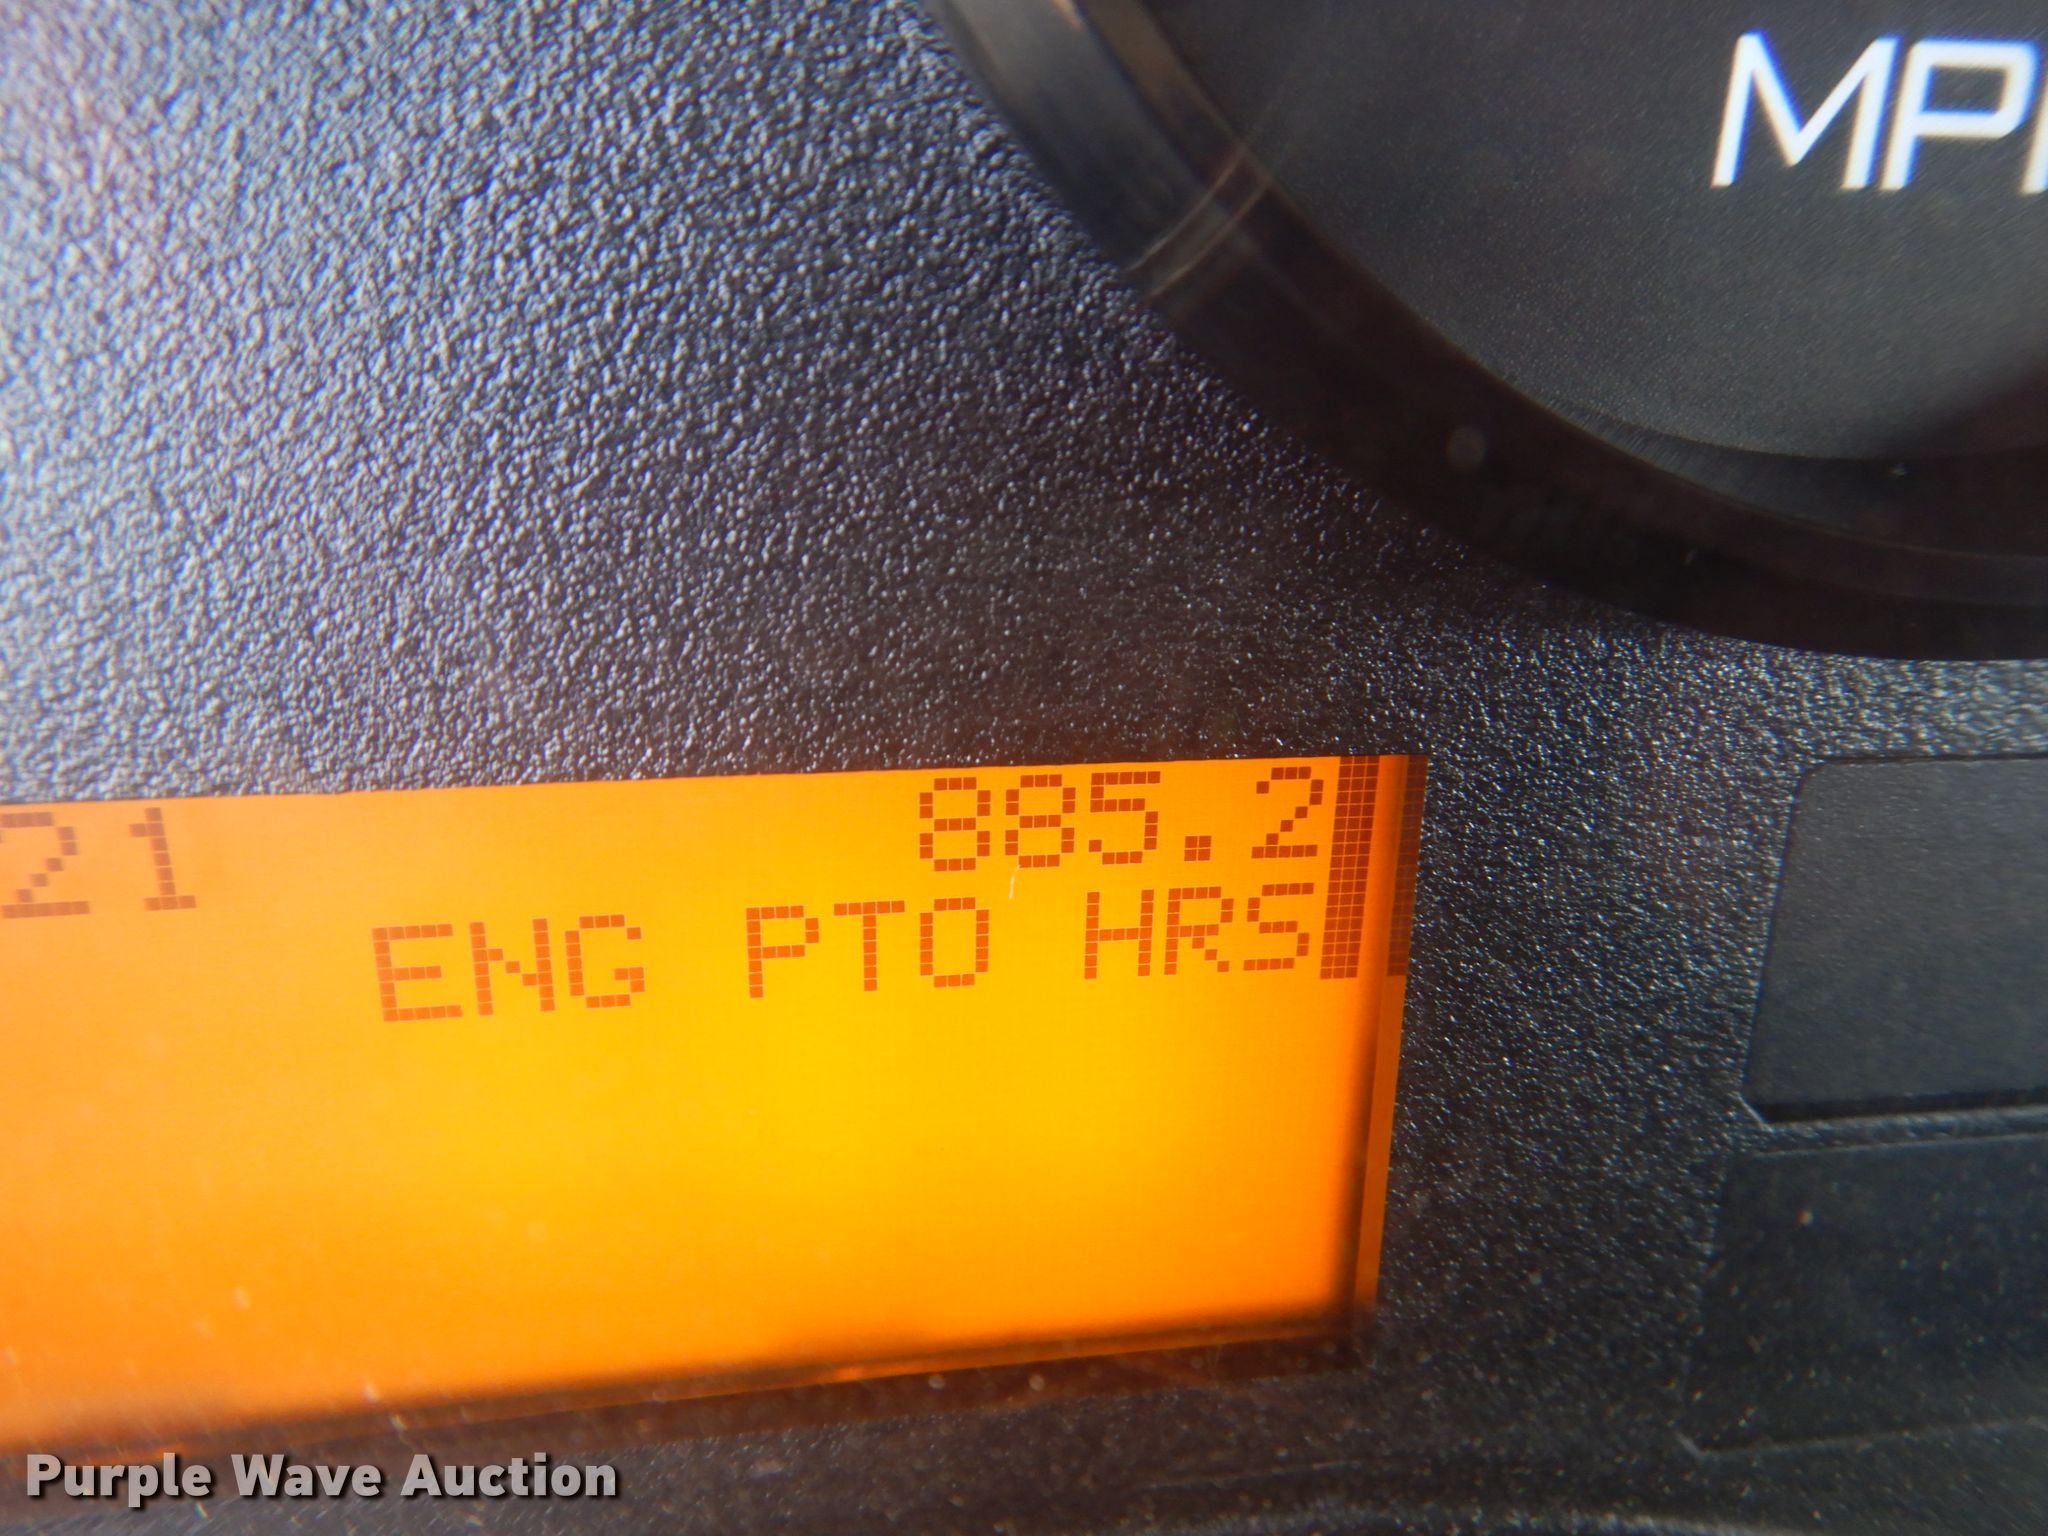 MP
21
885.2
ENG PTO HRS
Purple Wave Auction